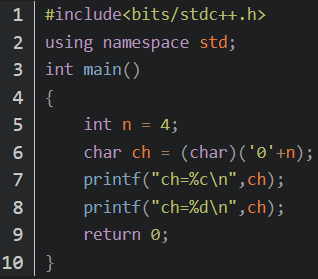 1 #include<bits/stdc++.h>
2 using namespace std;
3 int main()
4 {
5     int n = 4;
6     char ch = (char)('0'+n);
7     printf("ch=%c\n",ch);
8     printf("ch=%d\n",ch);
9     return 0;
10 }